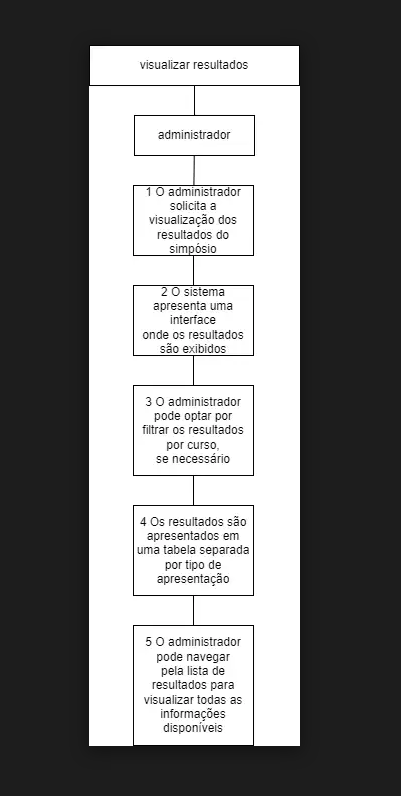 visualizar resultados
administrador
1 O administrador
solicita a
visualização dos
resultados do
simpósio
2 O sistema
apresenta uma
interface
onde os resultados
são exibidos
3 O administrador
pode optar por
filtrar os resultados
por curso,
se necessário
4 Os resultados são
apresentados em
uma tabela separada
por tipo de
apresentação
5 O administrador
pode navegar
pela lista de
resultados para
visualizar todas as
informações
disponíveis